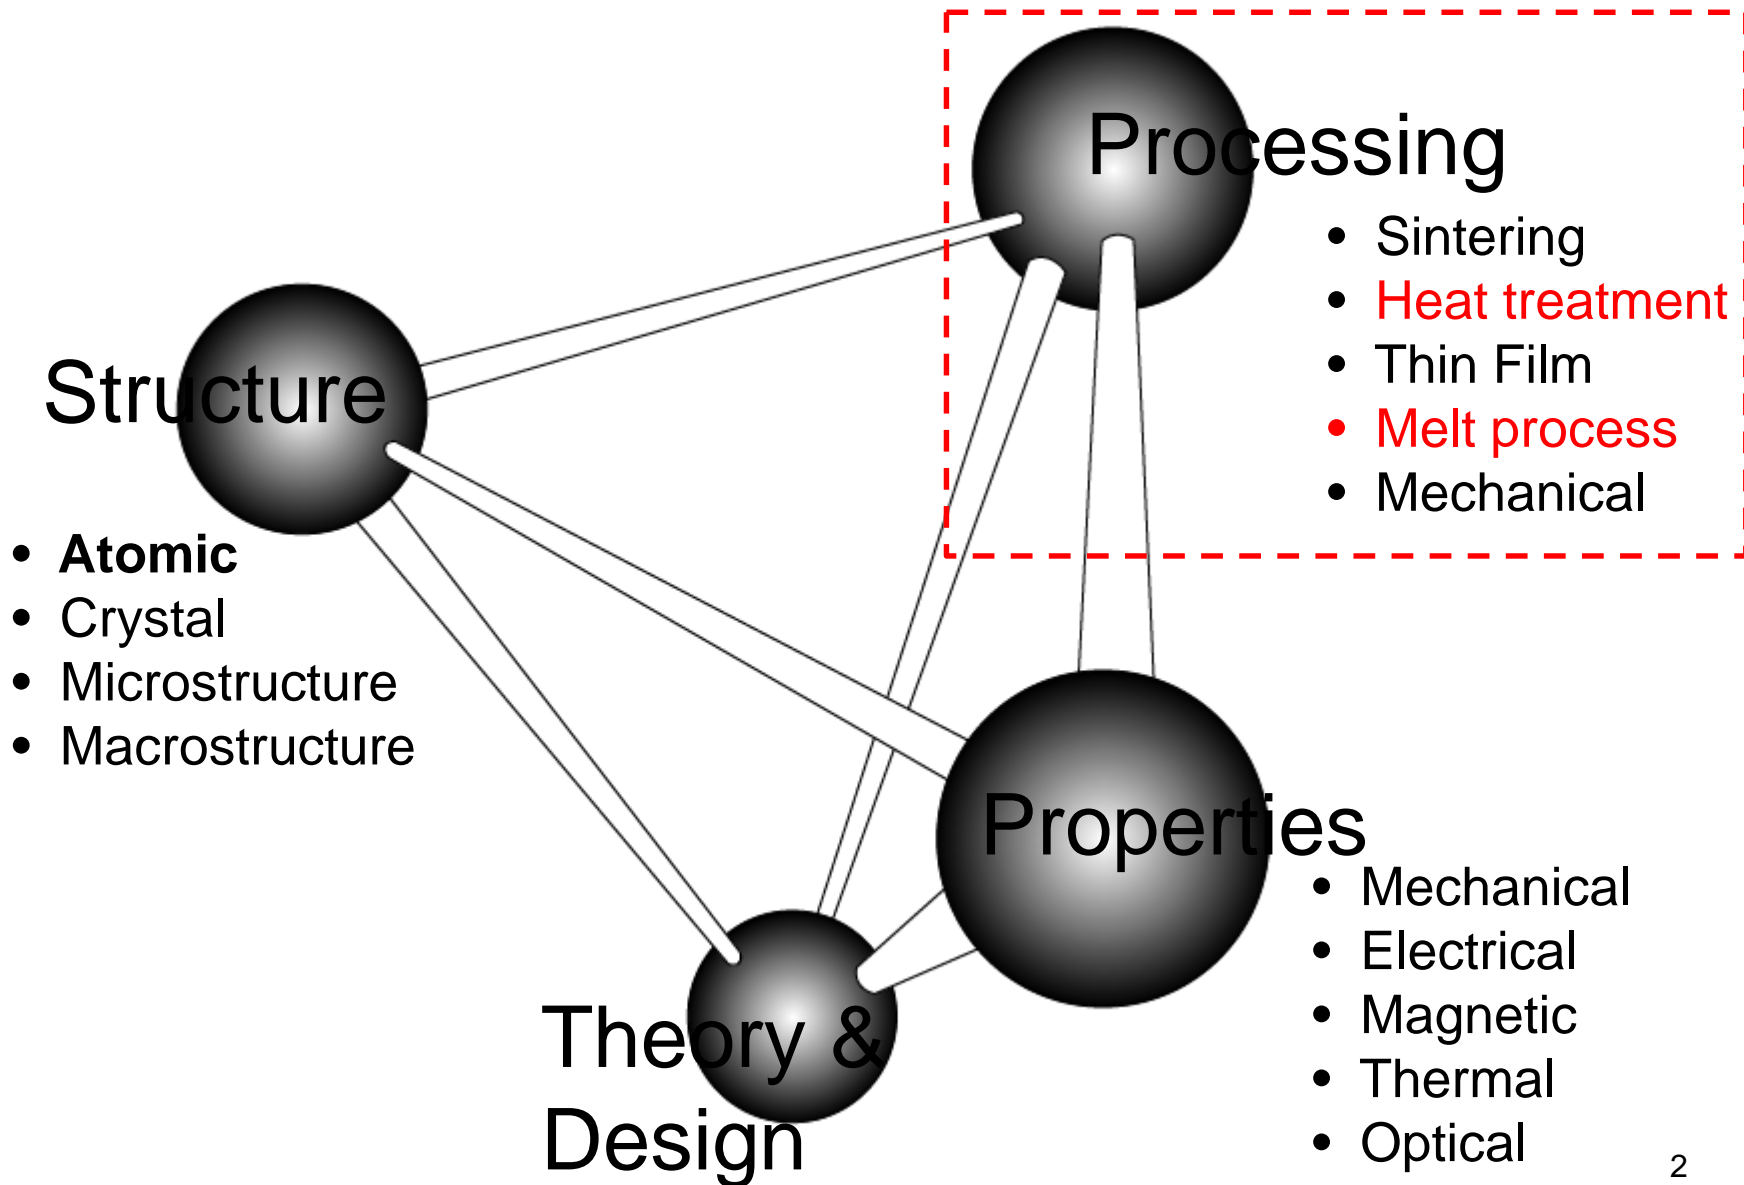 Processing
• Sintering
• Heat treatment
• Thin Film
• Melt process
• Mechanical
Structure
• Atomic
• Crystal
• Microstructure
• Macrostructure
Properties
• Mechanical
• Electrical
• Magnetic
• Thermal
• Optical
Theory &
Design
2